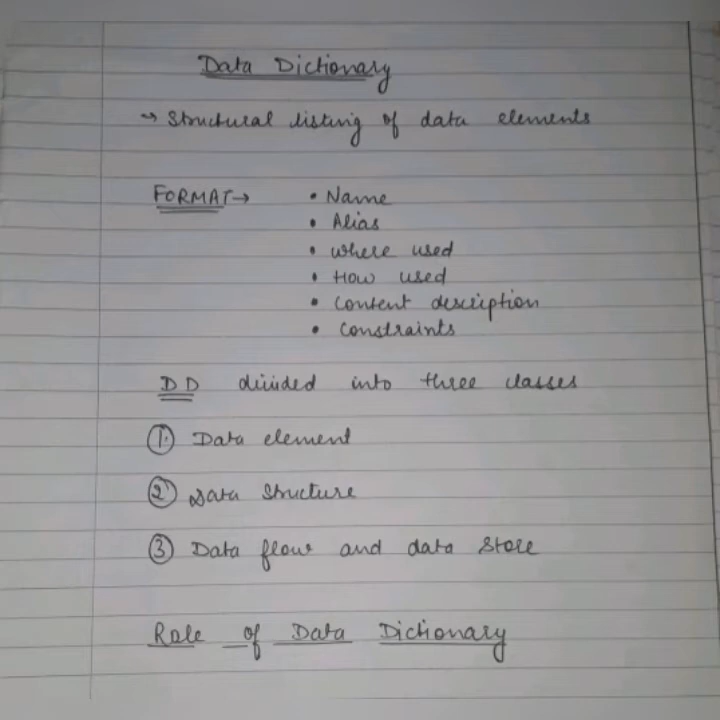 Data Dictionary
→ Structural listing of data elements
FORMAT → • Name
• Alias
• where used
• How used
• Content description
• Constraints
DD divided into three classes
① Data element
② Data Structure
③ Data flow and data Store
Role of Data Dictionary